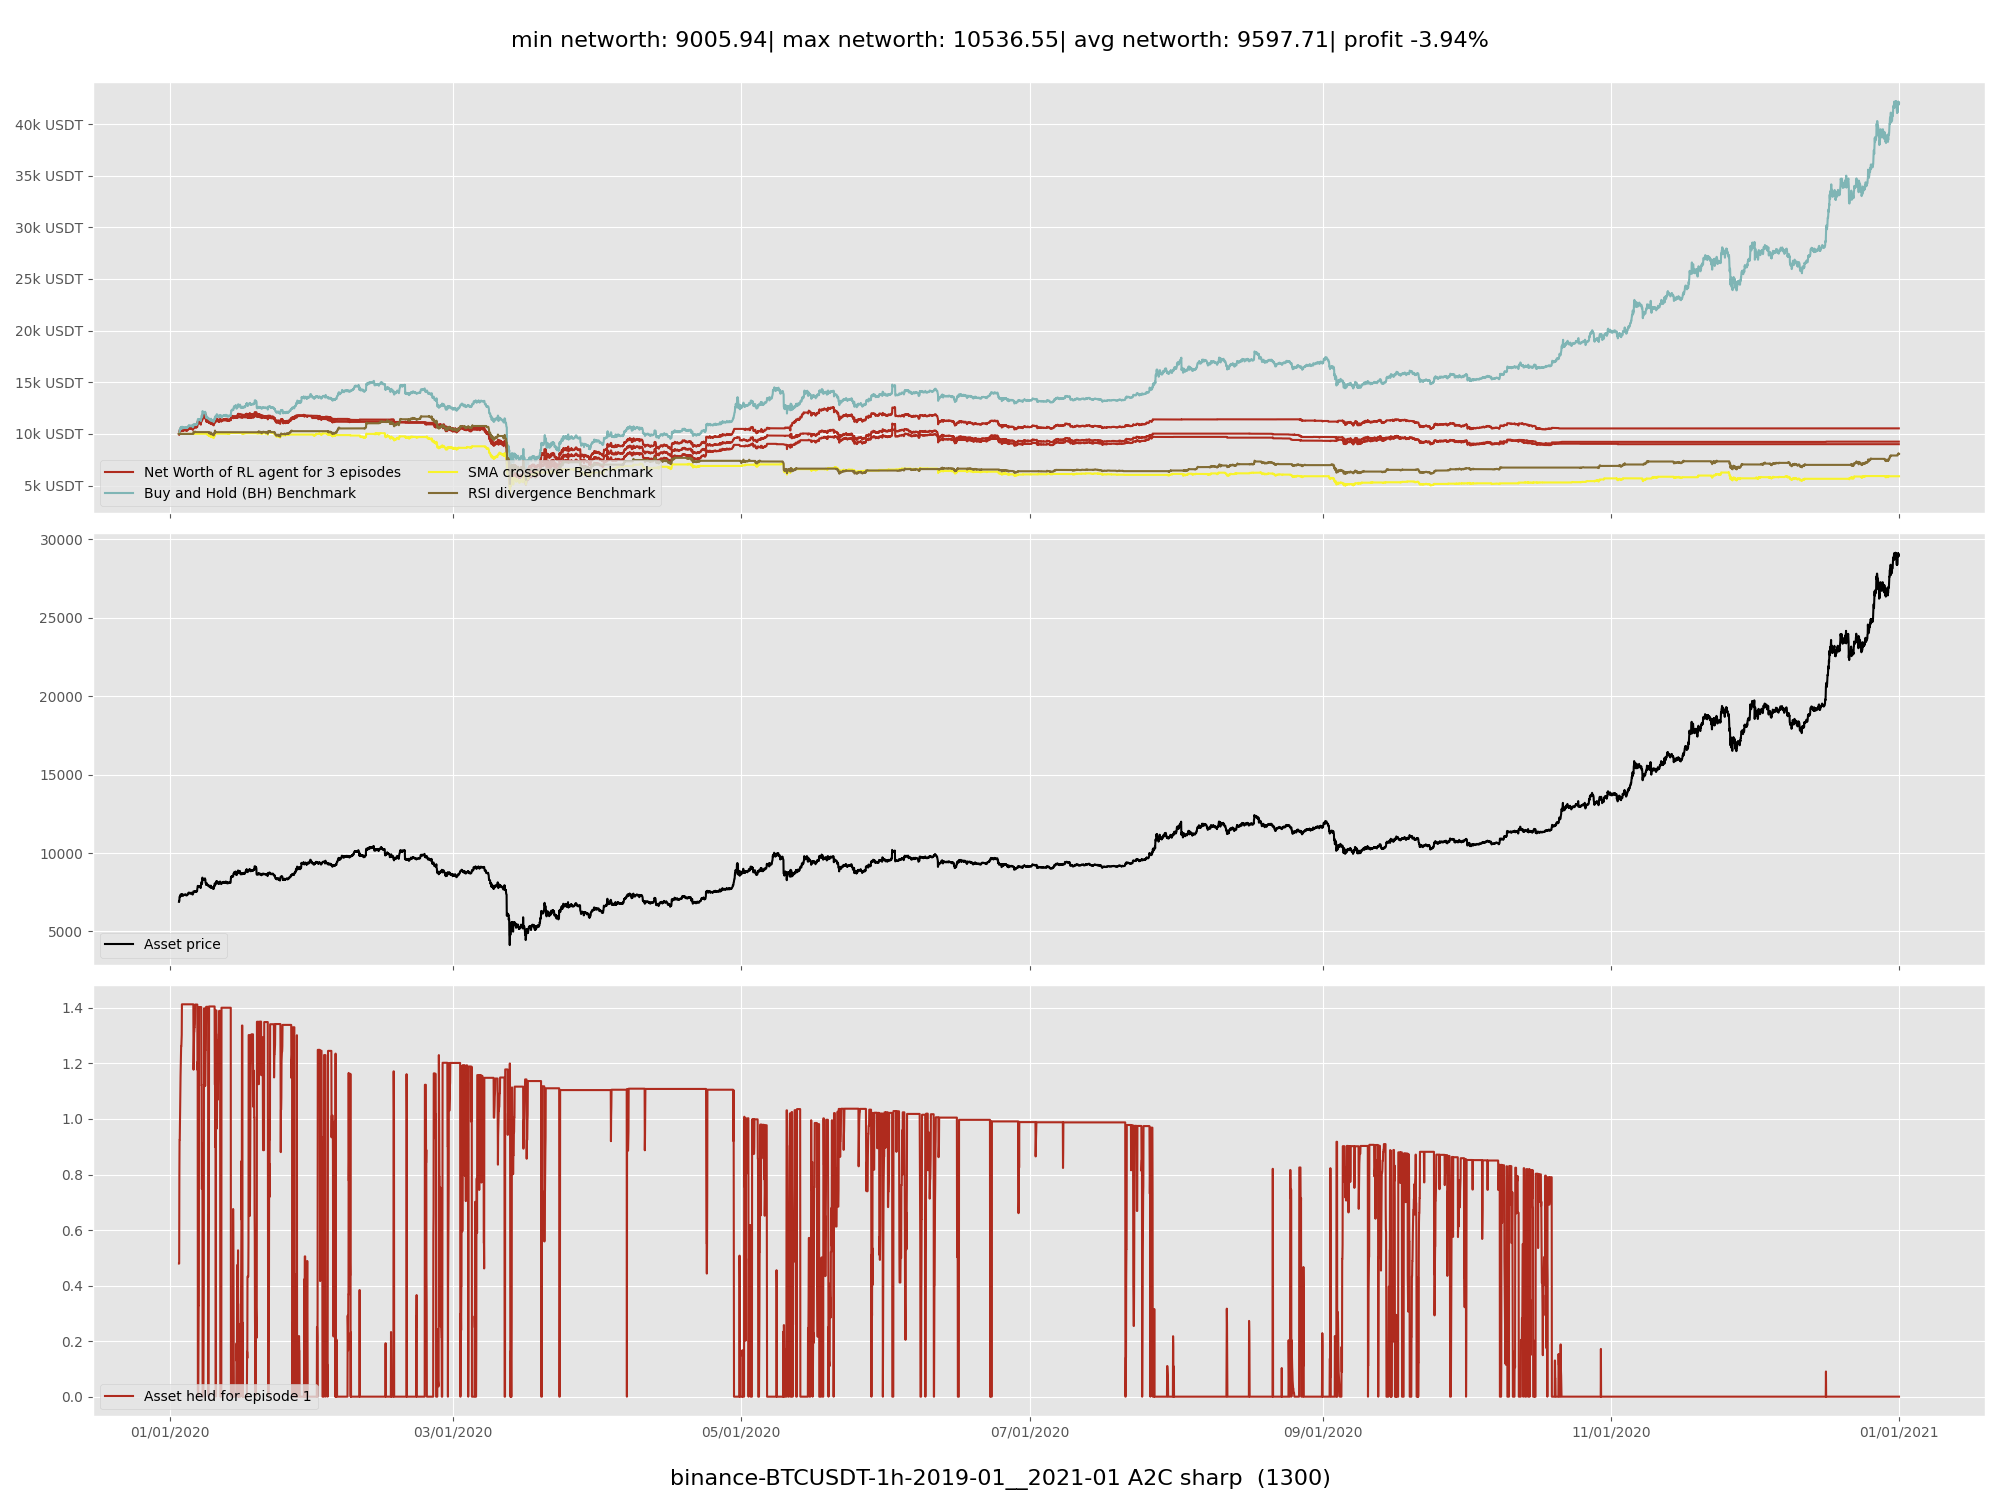 min networth: 9005.94| max networth: 10536.55| avg networth: 9597.71| profit -3.94%
40k USDT
35k USDT
30k USDT
25k USDT
20k USDT
15k USDT
10k USDT
5k USDT
Net Worth of RL agent for 3 episodes
Buy and Hold (BH) Benchmark
SMA crossover Benchmark
RSI divergence Benchmark
30000
25000
20000
15000
10000
5000
Asset price
1.4
1.2
1.0
0.8
0.6
0.4
0.2
0.0
Asset held for episode 1
01/01/2020 03/01/2020 05/01/2020 07/01/2020 09/01/2020 11/01/2020 01/01/2021
binance-BTCUSDT-1h-2019-01__2021-01 A2C sharp (1300)